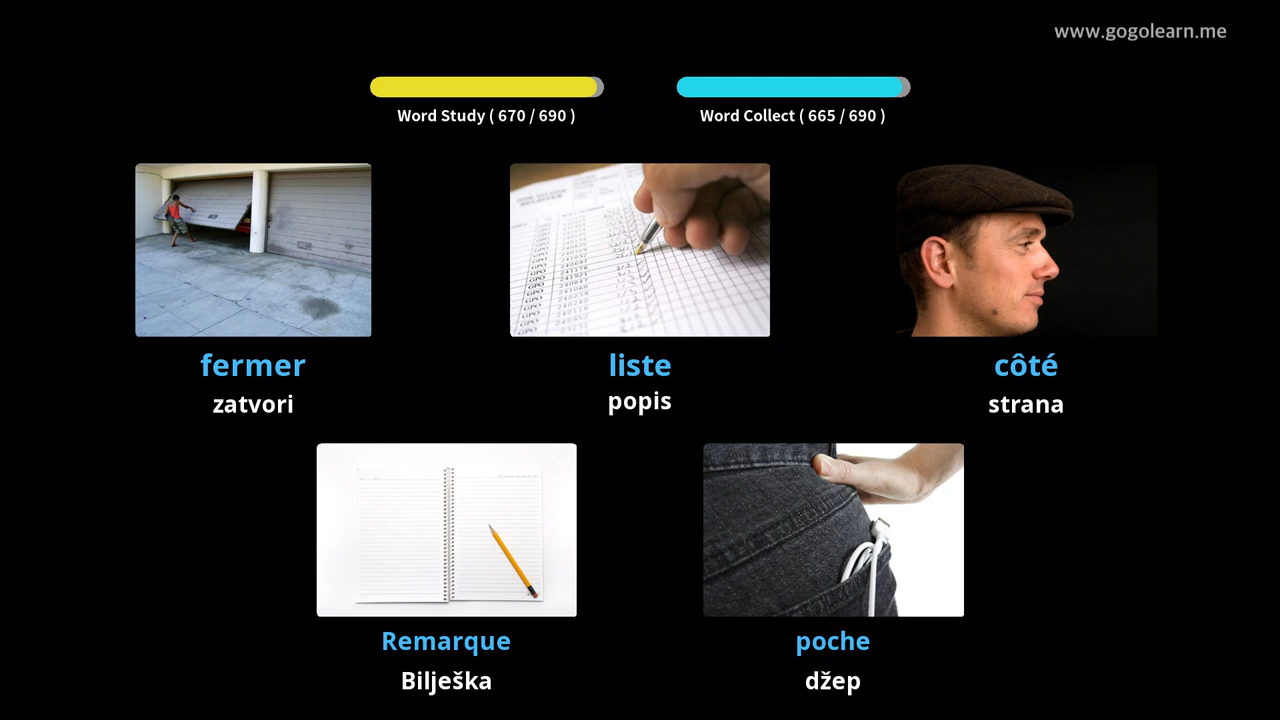 www.gogolearn.me
Word Study ( 670 / 690 )
Word Collect ( 665 / 690 )
fermer
zatvori
liste
popis
côté
strana
Remarque
Bilješka
poche
džep